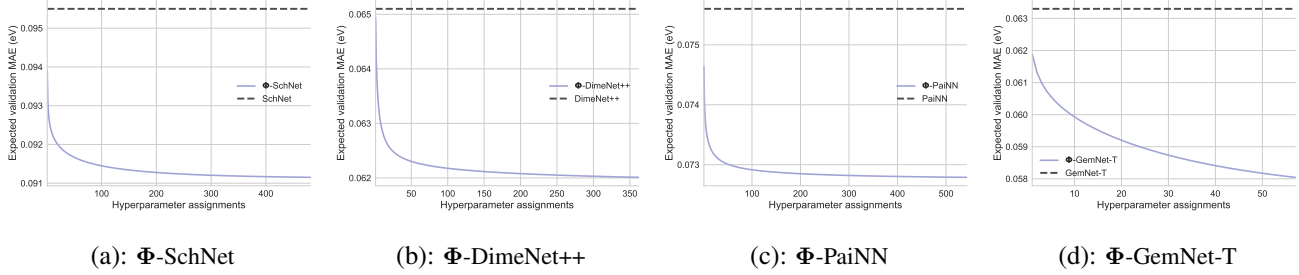 Expected validation MAE (eV)
0.095
0.094
0.093
0.092
0.091
Φ-SchNet
SchNet
100
200
300
400
Hyperparameter assignments
(a): Φ-SchNet
Expected validation MAE (eV)
0.065
0.064
0.063
0.062
Φ-DimeNet++
DimeNet++
50
100
150
200
250
300
350
Hyperparameter assignments
(b): Φ-DimeNet++
Expected validation MAE (eV)
0.075
0.074
0.073
Φ-PaiNN
PaiNN
100
200
300
400
500
Hyperparameter assignments
(c): Φ-PaiNN
Expected validation MAE (eV)
0.063
0.062
0.061
0.060
0.059
0.058
Φ-GemNet-T
GemNet-T
10
20
30
40
50
Hyperparameter assignments
(d): Φ-GemNet-T